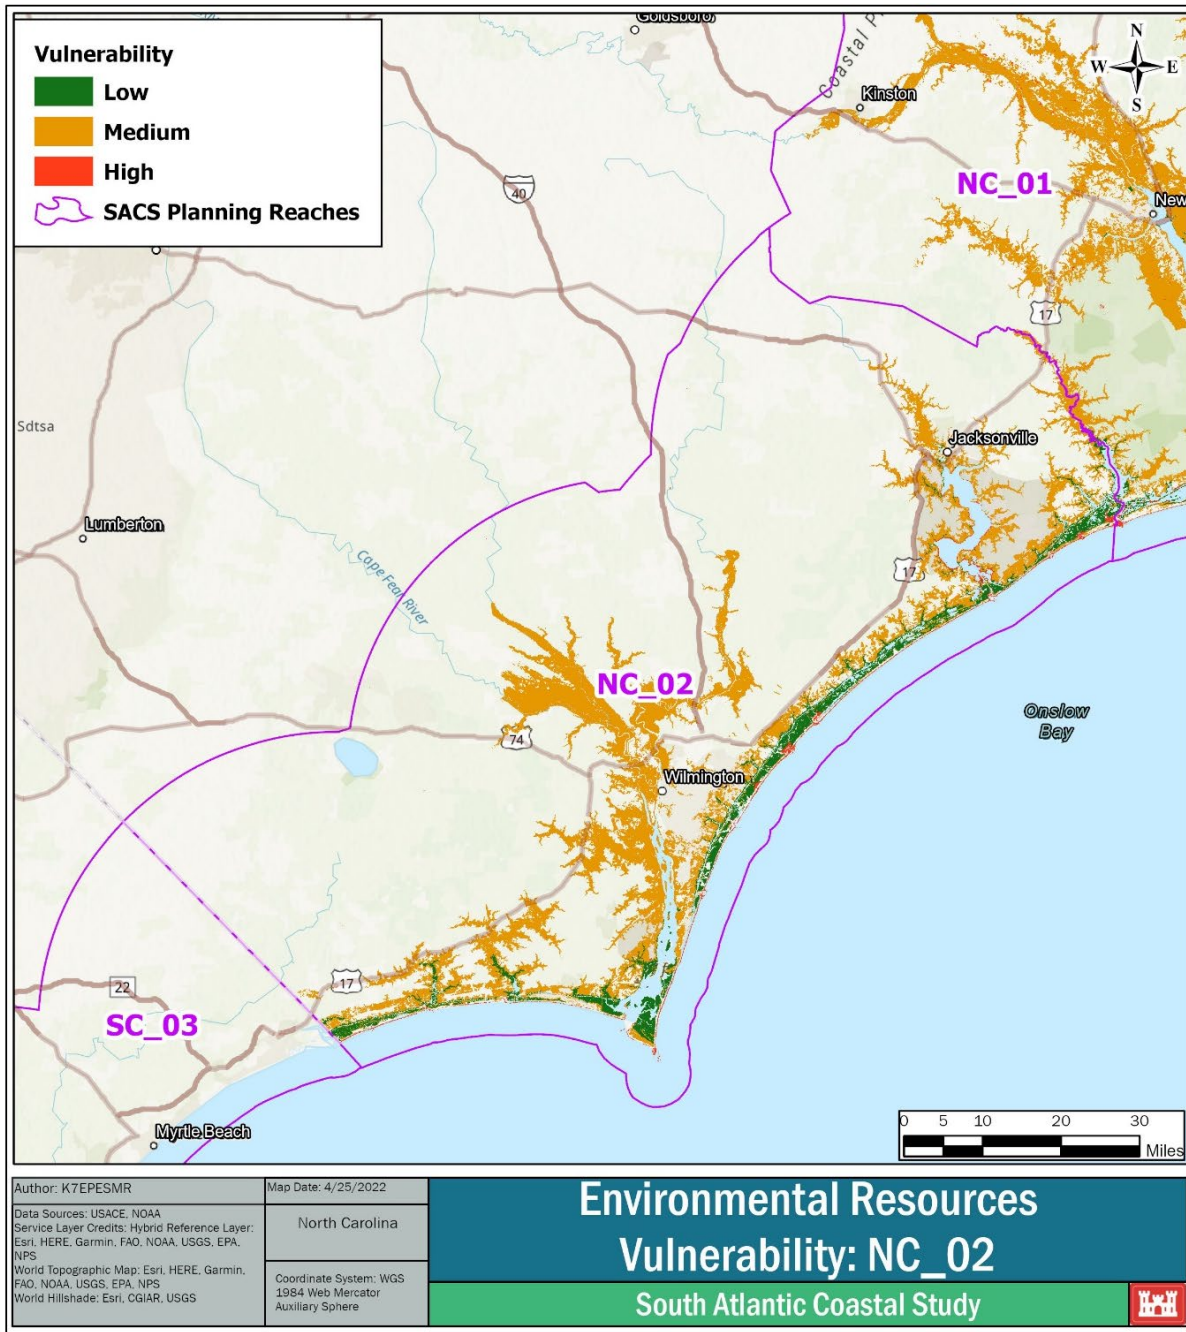 Vulnerability
Low
Medium
High
SACS Planning Reaches
Goldsboro
Coastal
N
W E
S
Kinston
40
NC_01
New
17
Sdtsa
Jacksonville
Lumberton
Cape Fear River
17
NC_02
Onslow
Bay
74
Wilmington
17
22
SC_03
Myrtle Beach
0 5 10 20 30
Miles
Author: K7EPESMR
Map Date: 4/25/2022
Data Sources: USACE, NOAA
Service Layer Credits: Hybrid Reference Layer:
Esri, HERE, Garmin, FAO, NOAA, USGS, EPA,
NPS
World Topographic Map: Esri, HERE, Garmin,
FAO, NOAA, USGS, EPA, NPS
World Hillshade: Esri, CGIAR, USGS
North Carolina
Coordinate System: WGS
1984 Web Mercator
Auxiliary Sphere
Environmental Resources
Vulnerability: NC_02
South Atlantic Coastal Study